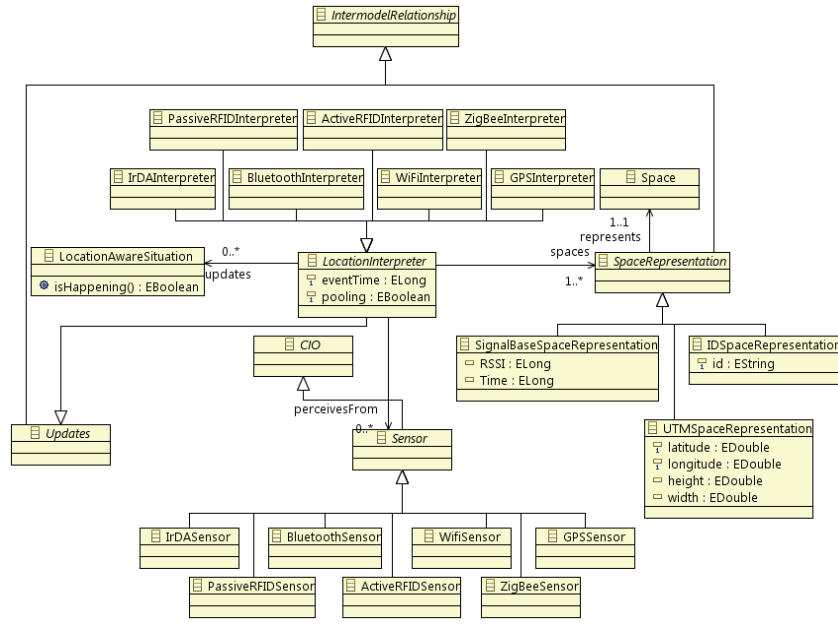 IntermodelRelationship
PassiveRFIDInterpreter
ActiveRFIDInterpreter
ZigBeeInterpreter
IrDAInterpreter
BluetoothInterpreter
WiFiInterpreter
GPSInterpreter
Space
1..1
represents
LocationAwareSituation
isHappening() : EBoolean
0..*
updates
LocationInterpreter
eventTime : ELong
pooling : EBoolean
spaces
1..*
SpaceRepresentation
CIO
SignalBaseSpaceRepresentation
RSSI : ELong
Time : ELong
IDSpaceRepresentation
id : EString
perceivesFrom
0..*
Updates
Sensor
UTMSpaceRepresentation
latitude : EDouble
longitude : EDouble
height : EDouble
width : EDouble
IrDASensor
BluetoothSensor
WifiSensor
GPSSensor
PassiveRFIDSensor
ActiveRFIDSensor
ZigBeeSensor